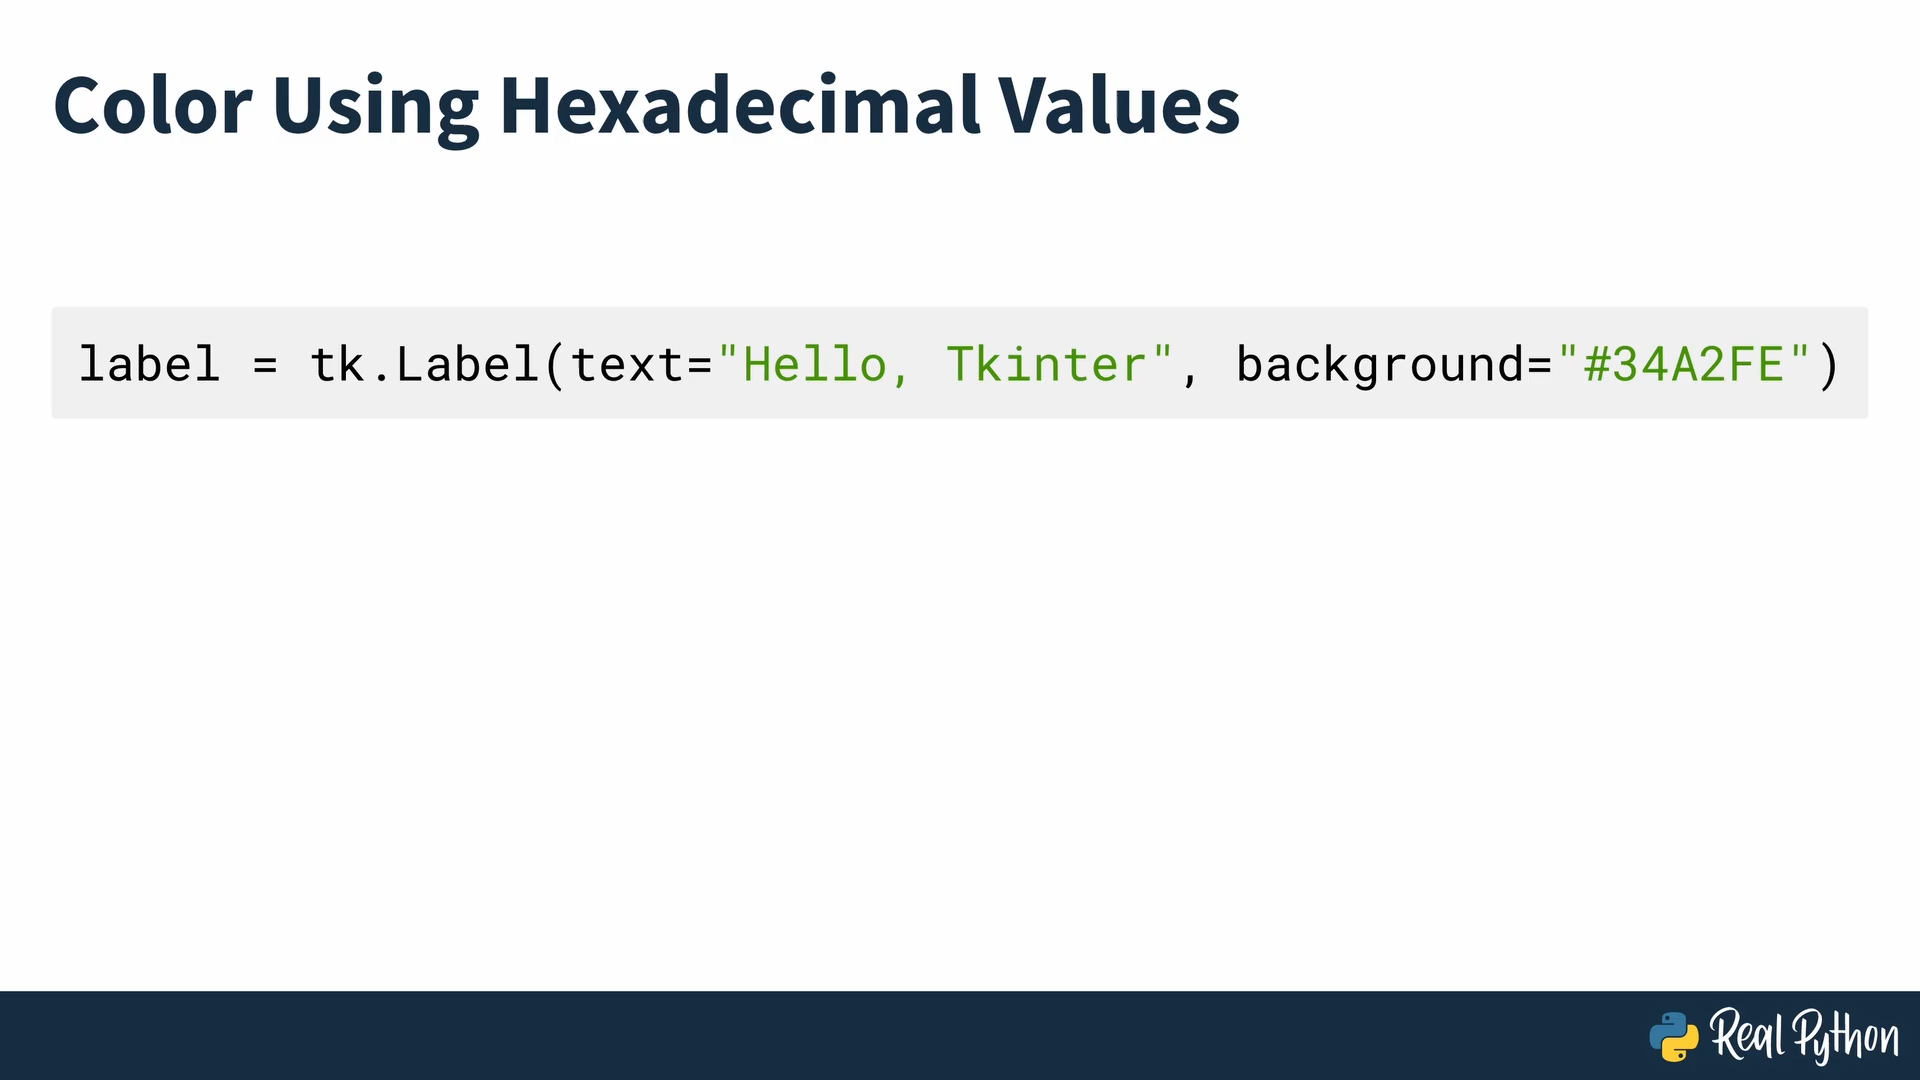 Color Using Hexadecimal Values
label = tk.Label(text="Hello, Tkinter", background="#34A2FE")
Real Python